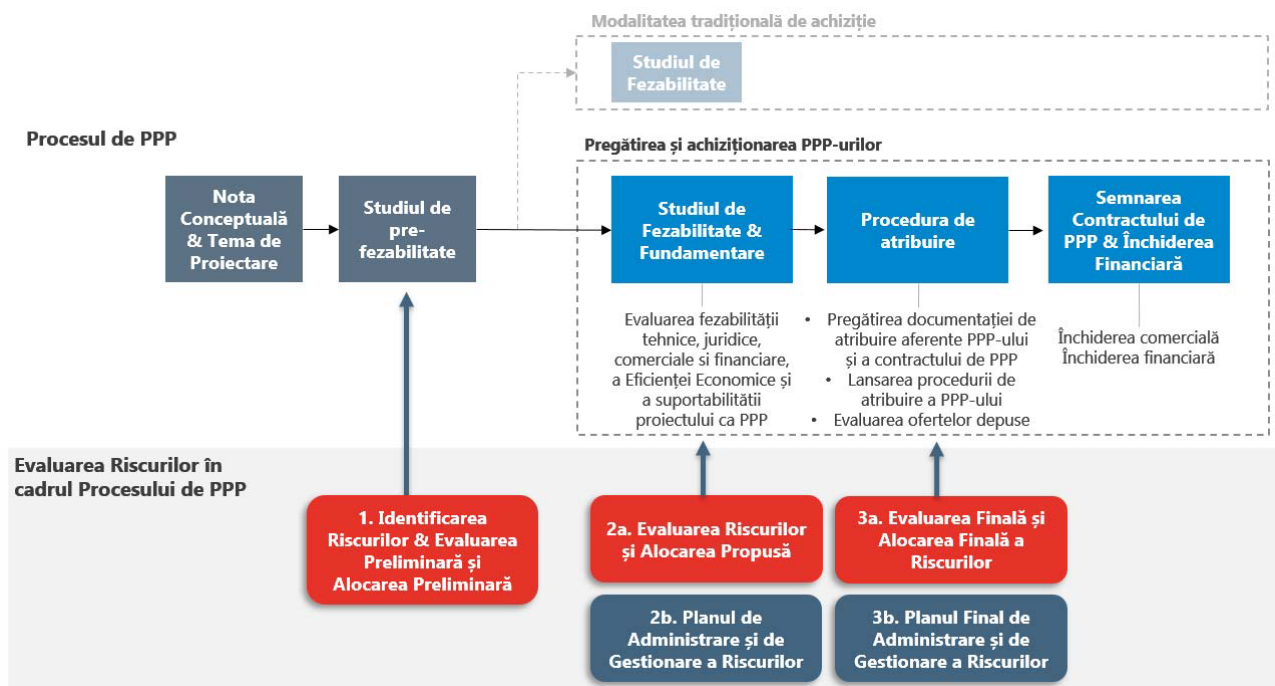 Modalitatea tradițională de achiziție
Studiul de
Fezabilitate
Procesul de PPP
Pregătirea și achiziționarea PPP-urilor
Nota
Conceptuală
& Tema de
Proiectare
Studiul de
pre-
fezabilitate
Studiul de
Fezabilitate &
Fundamentare
Procedura de
atribuire
Semnarea
Contractului de
PPP & Închiderea
Financiară
Evaluarea fezabilității
tehnice, juridice,
comerciale si financiare,
a Eficienței Economice și
a suportabilitătii
proiectului ca PPP
• Pregătirea documentației de
atribuire aferente PPP-ului
și a contractului de PPP
• Lansarea procedurii de
atribuire a PPP-ului
• Evaluarea ofertelor depuse
Închiderea comercială
Închiderea financiară
Evaluarea Riscurilor în
cadrul Procesului de PPP
1. Identificarea
Riscurilor & Evaluarea
Preliminară și
Alocarea Preliminară
2a. Evaluarea Riscurilor
și Alocarea Propusă
3a. Evaluarea Finală și
Alocarea Finală a
Riscurilor
2b. Planul de
Administrare și de
Gestionare a Riscurilor
3b. Planul Final de
Administrare și de
Gestionare a Riscurilor